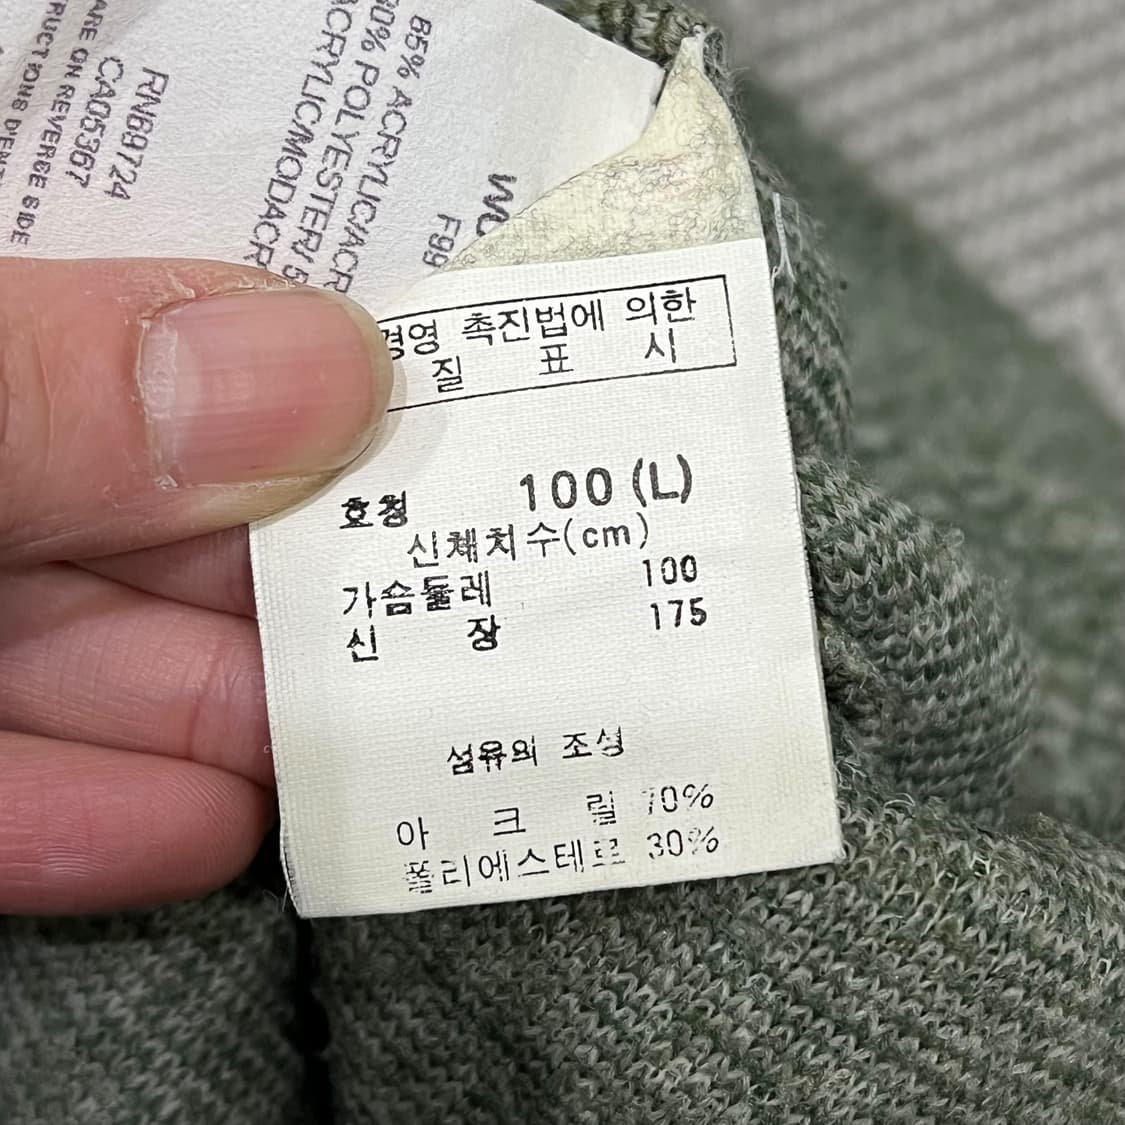 경영 촉진법에 의한
질 표 시
호칭 100 (L)
신체치수(cm)
가슴둘레 100
신 장 175
섬유의 조성
아 크 릴 70%
폴리에스테르 30%
F99
85% ACRYLIC/ACR
POLYESTER/ 5
ACRYLIC/MODACR
RN69724
CA05367
ARE ON REVERSE SIDE